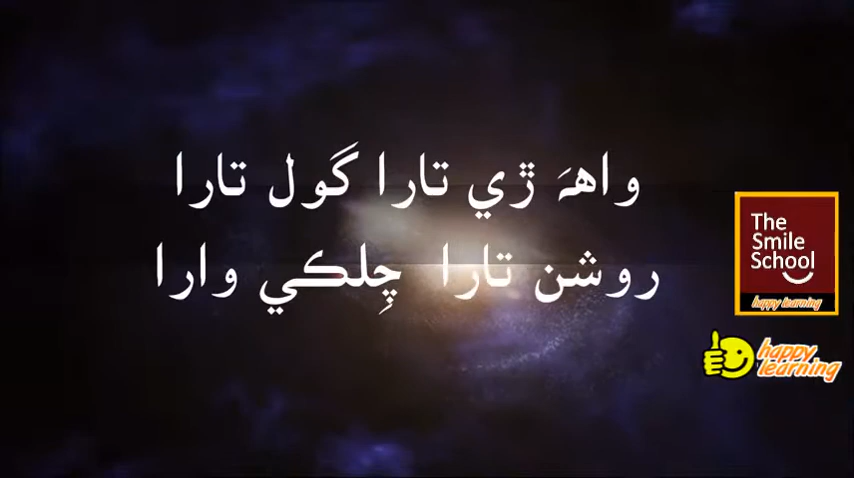 واهہَ ڙي تارا گول تارا
روشن تارا چِلڪي وارا
The
Smile
School
happy learning
happy
learning